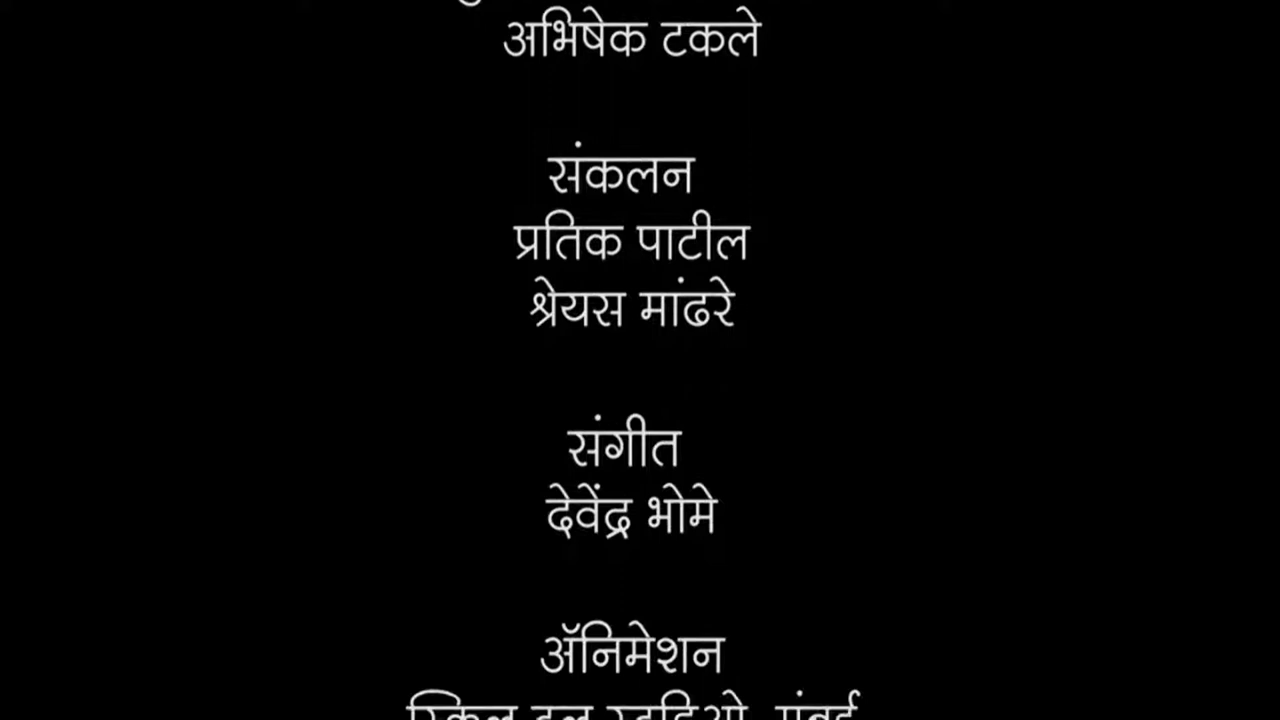 अभिषेक टकले
संकलन
प्रतिक पाटील
श्रेयस मांढरे
संगीत
देवेंद्र भोमे
ॲनिमेशन